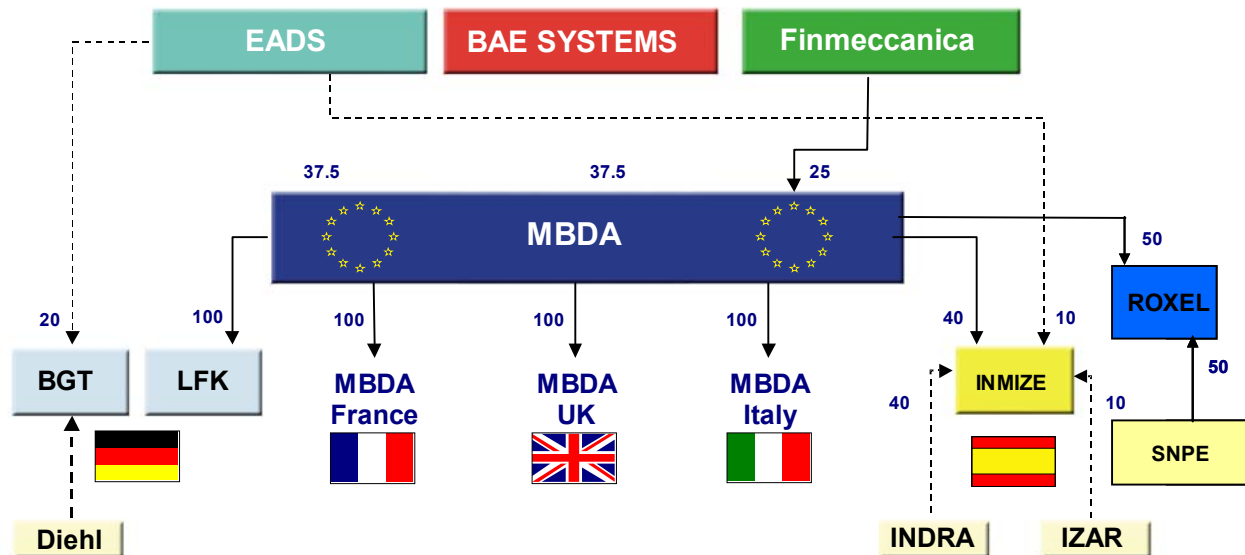 EADS
BAE SYSTEMS
Finmeccanica
37.5
37.5
25
MBDA
50
20
100
100
100
100
40
10
ROXEL
BGT
LFK
MBDA
France
MBDA
UK
MBDA
Italy
INMIZE
50
40
10
SNPE
Diehl
INDRA
IZAR